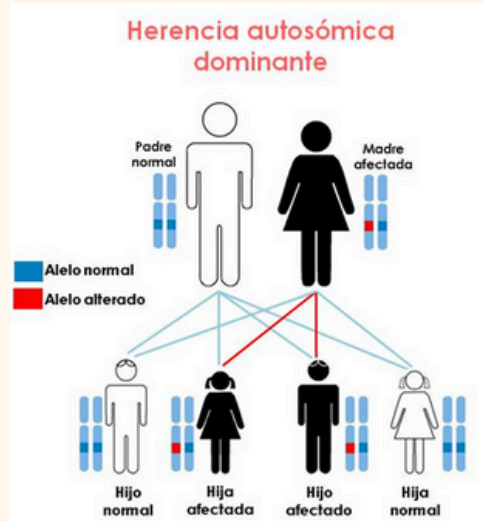 Herencia autosómica
dominante
Padre
normal
Madre
afectada
Alelo normal
Alelo alterado
Hijo
normal
Hija
afectada
Hijo
afectado
Hija
normal